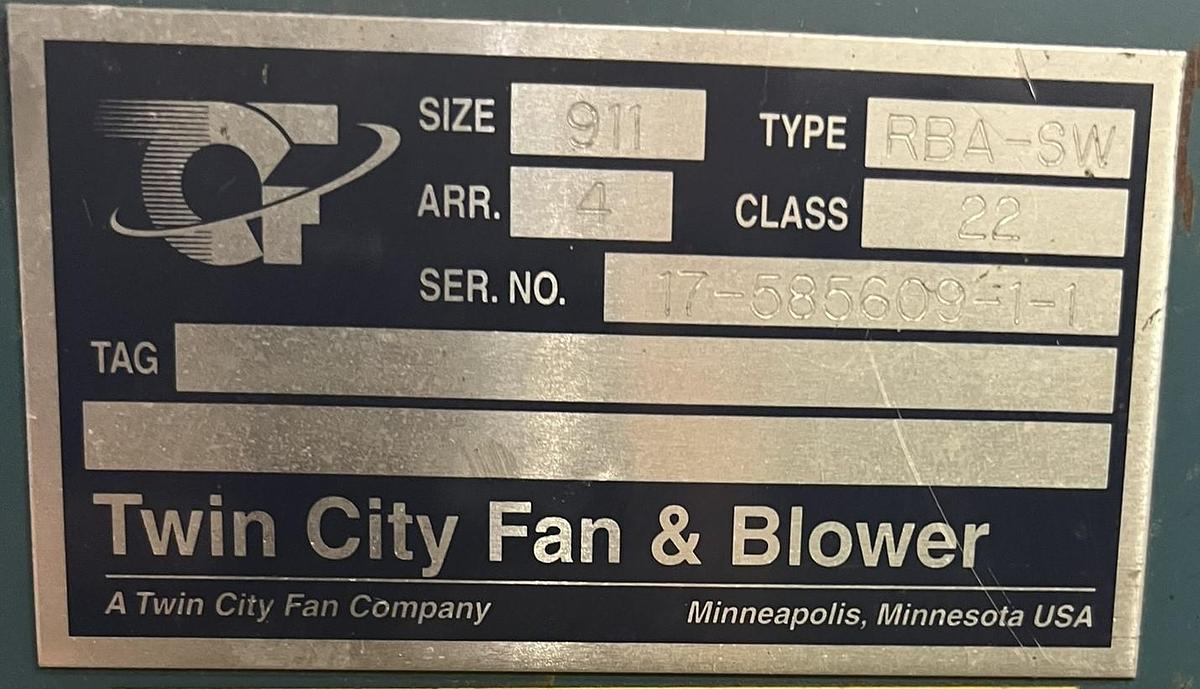 SIZE 911 TYPE RBA-SW
ARR. 4 CLASS 22
SER. NO. 17-585609-1-1
TAG
Twin City Fan & Blower
A Twin City Fan Company Minneapolis, Minnesota USA